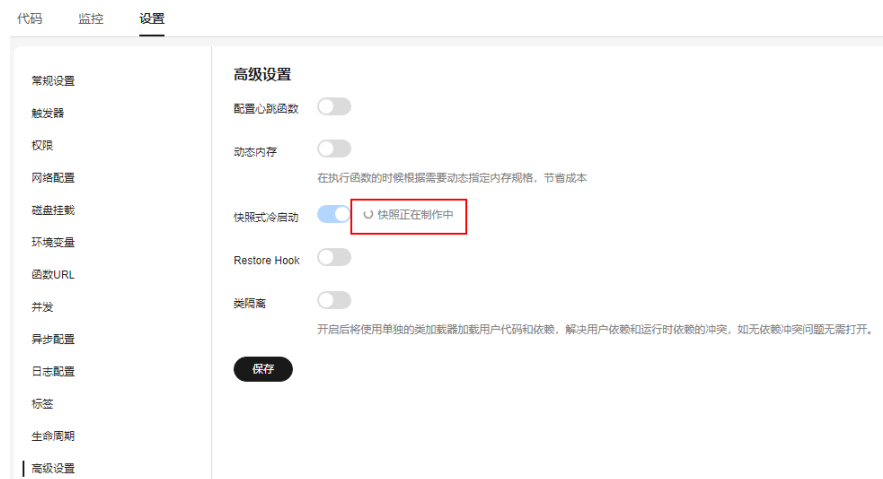 代码 监控 设置
常规设置
触发器
权限
网络配置
磁盘挂载
环境变量
函数URL
并发
异步配置
日志配置
标签
生命周期
高级设置
高级设置
配置心跳函数
动态内存
在执行函数的时候根据需要动态指定内存规格，节省成本
快照式冷启动 快照正在制作中
Restore Hook
类隔离
开启后将使用单独的类加载器加载用户代码和依赖，解决用户依赖和运行时依赖的冲突，如无依赖冲突问题无需打开。
保存